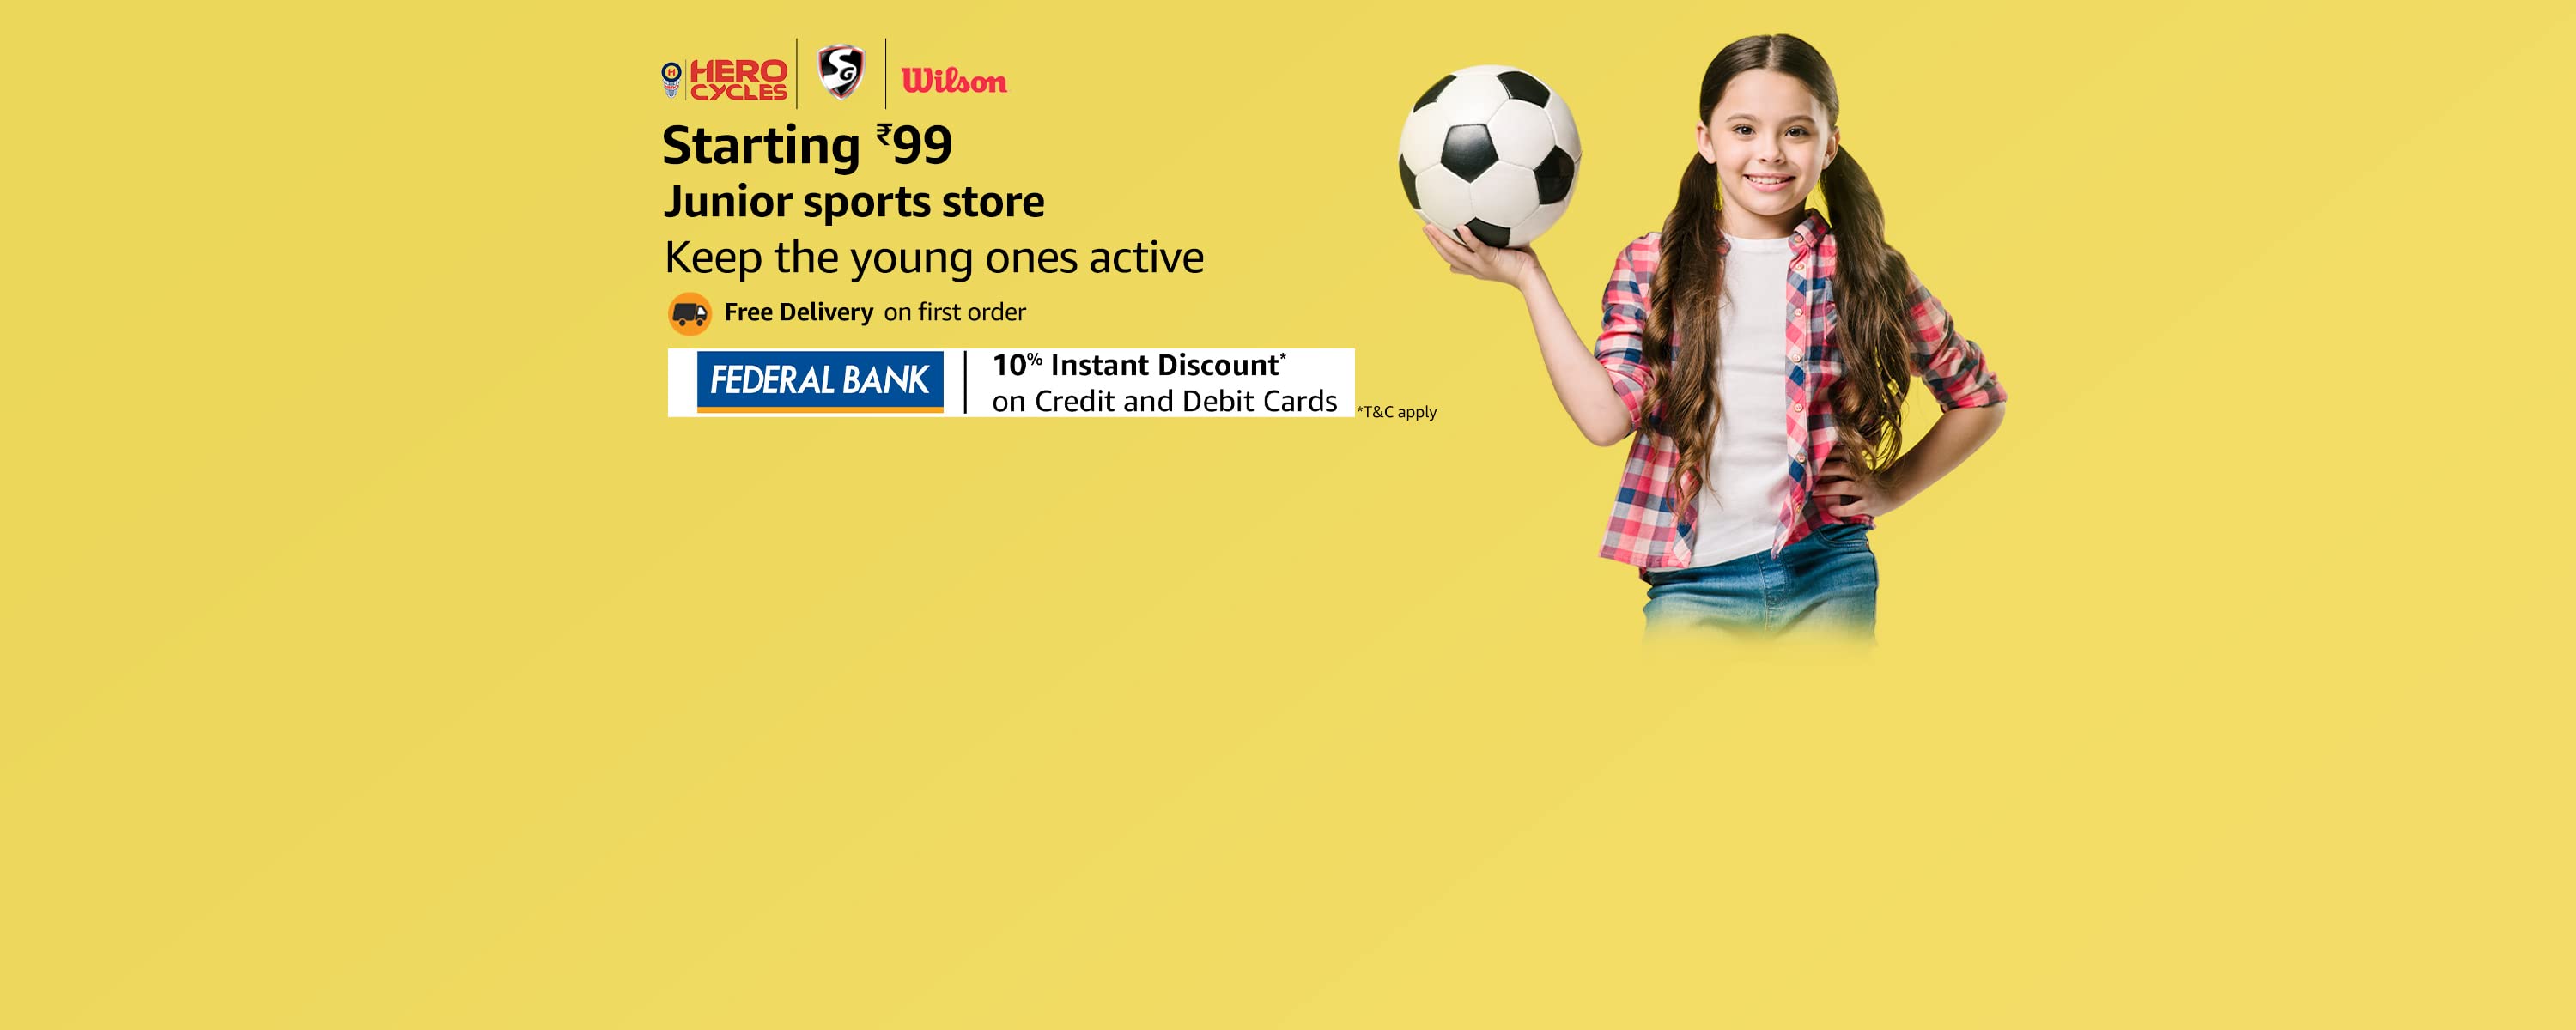 HERO CYCLES
SG
Wilson
Starting ₹99
Junior sports store
Keep the young ones active
Free Delivery on first order
FEDERAL BANK
10% Instant Discount*
on Credit and Debit Cards
*T&C apply